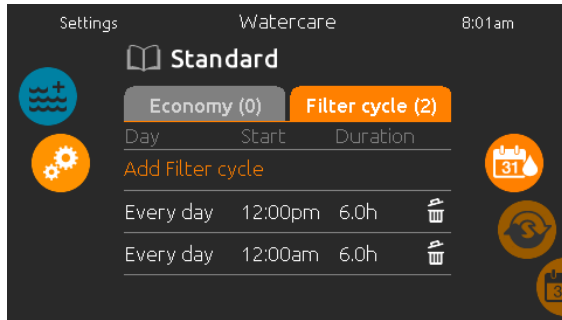 Settings Watercare 8:01am
Standard
Economy (0) Filter cycle (2)
Day Start Duration
Add Filter cycle
31
Every day 12:00pm 6.0h
Every day 12:00am 6.0h
3